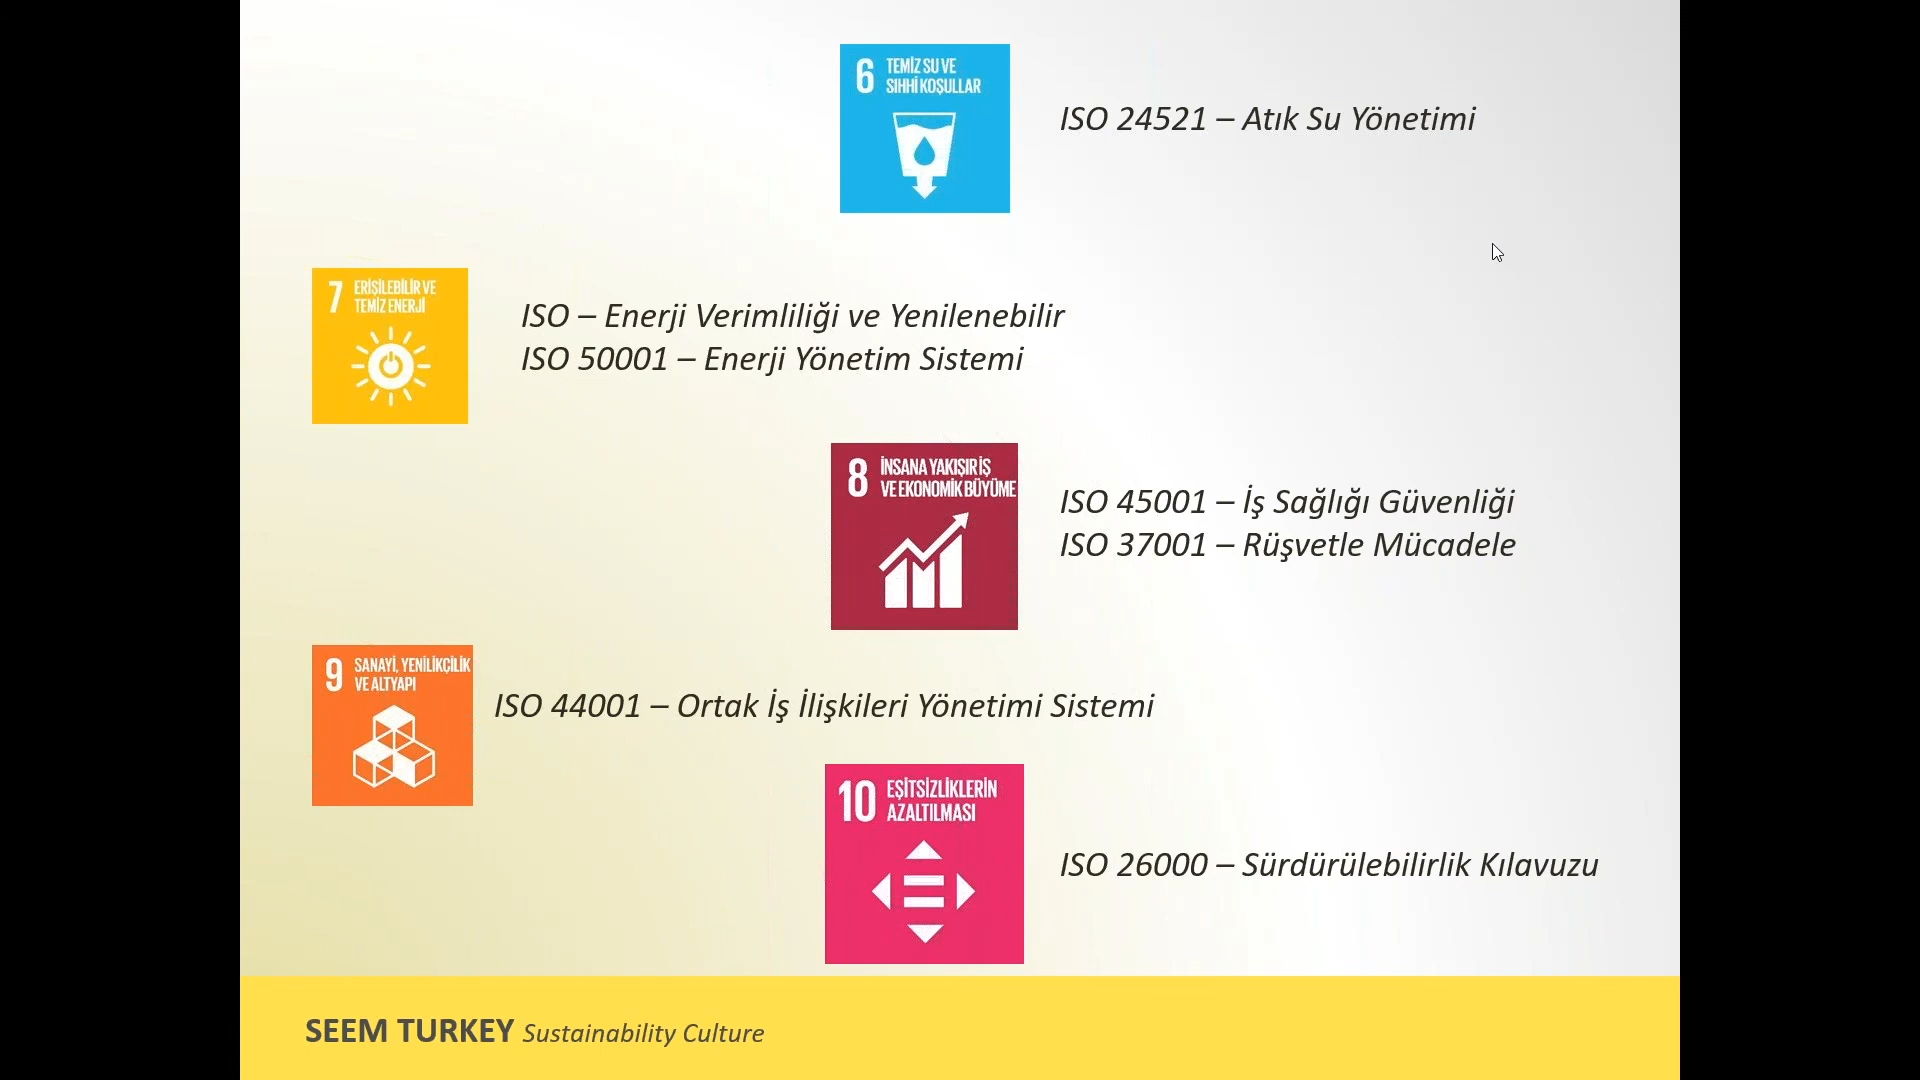 6 TEMİZ SU VE
SIHHİ KOŞULLAR
ISO 24521 – Atık Su Yönetimi
7 ERİŞİLEBİLİR VE
TEMİZ ENERJİ
ISO – Enerji Verimliliği ve Yenilenebilir
ISO 50001 – Enerji Yönetim Sistemi
8 İNSANA YAKIŞIR İŞ
VE EKONOMİK BÜYÜME
ISO 45001 – İş Sağlığı Güvenliği
ISO 37001 – Rüşvetle Mücadele
9 SANAYİ, YENİLİKÇİLİK
VE ALTYAPI
ISO 44001 – Ortak İş İlişkileri Yönetimi Sistemi
10 EŞİTSİZLİKLERİN
AZALTILMASI
ISO 26000 – Sürdürülebilirlik Kılavuzu
SEEM TURKEY Sustainability Culture